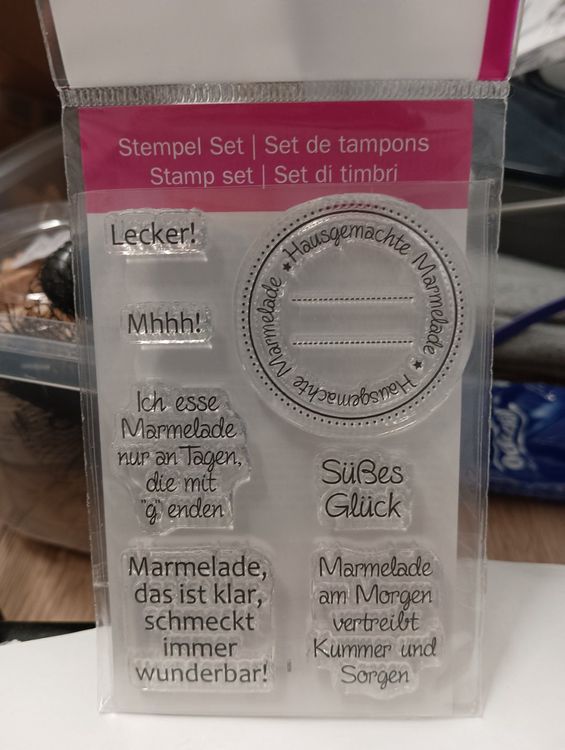 Stempel Set | Set de tampons
Stamp set | Set di timbri
Lecker!
Hausgemachte Marmelade ★ Hausgemachte Marmelade ★
Mhhh!
Ich esse
Marmelade
nur an Tagen,
die mit
"g" enden
Süßes
Glück
Marmelade,
das ist klar,
schmeckt
immer
wunderbar!
Marmelade
am Morgen
vertreibt
Kummer und
Sorgen